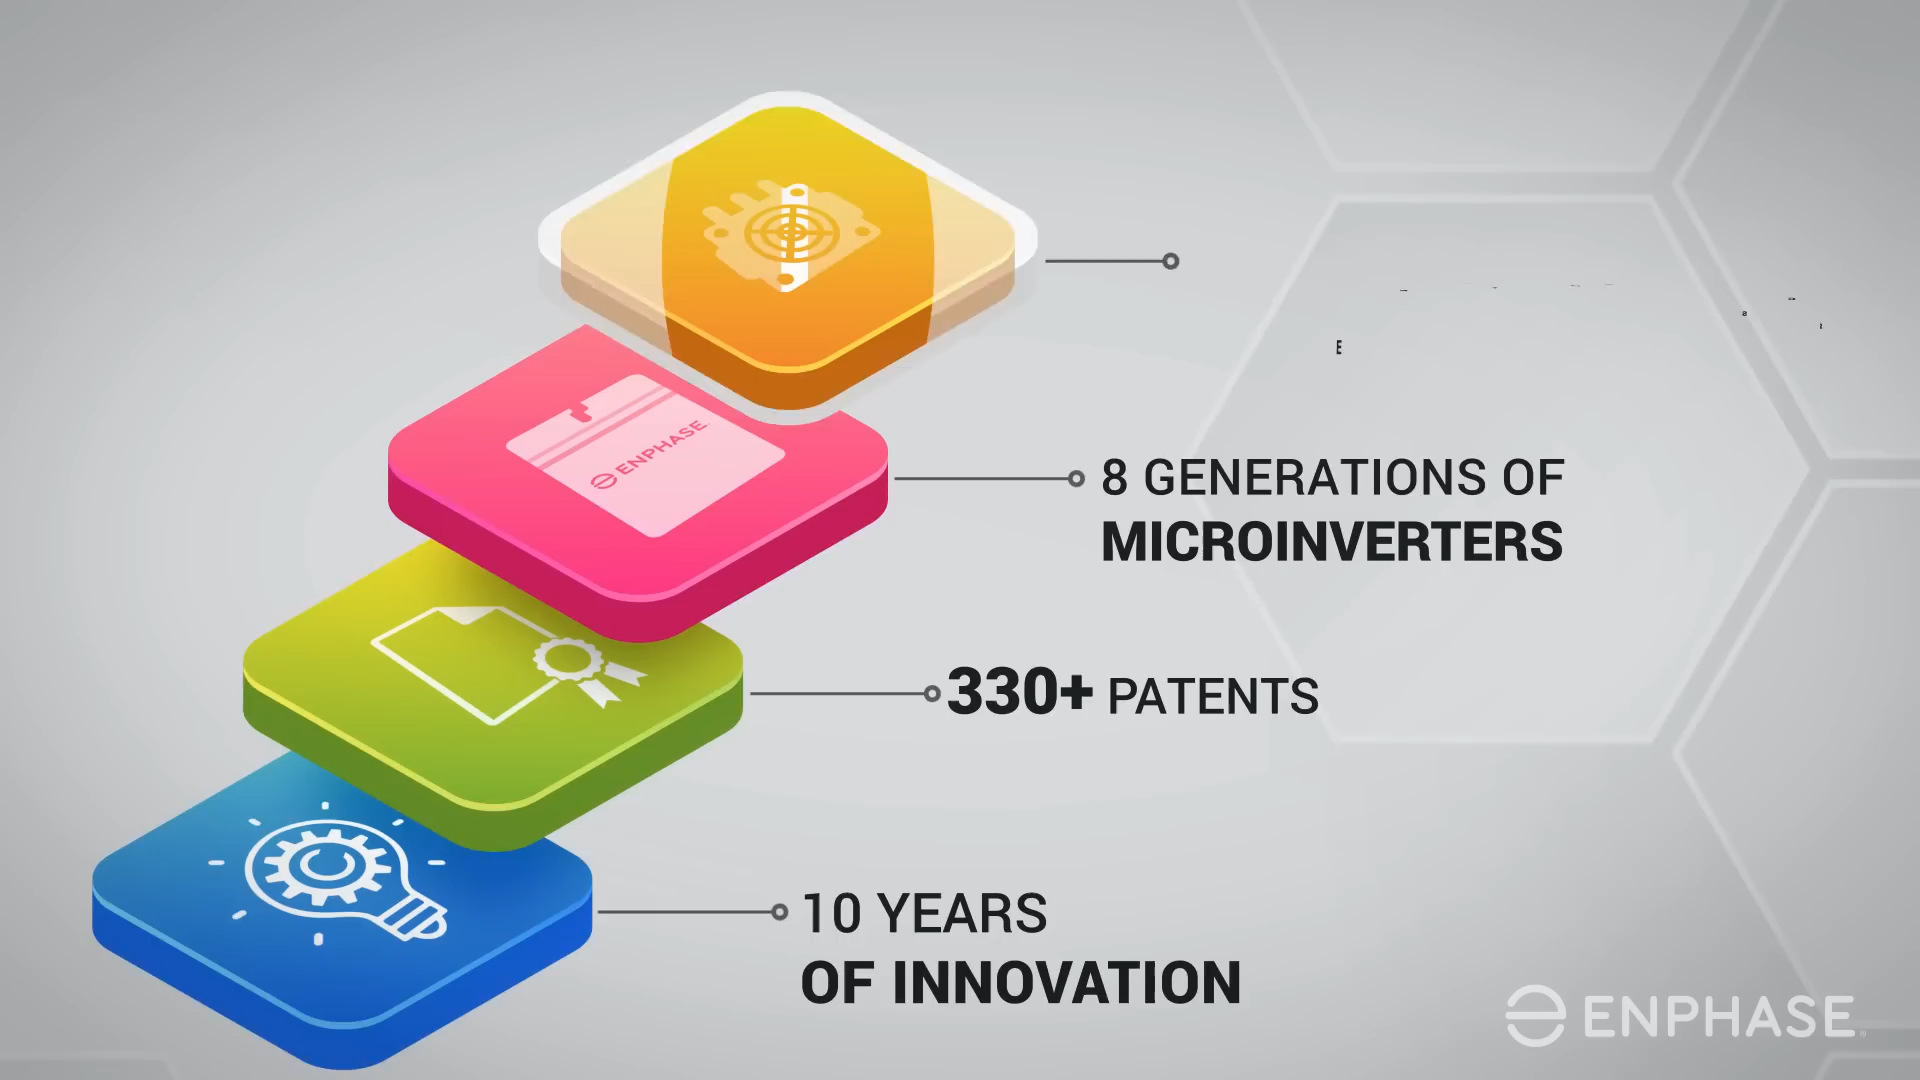 ENPHASE
8 GENERATIONS OF
MICROINVERTERS
330+ PATENTS
10 YEARS
OF INNOVATION
ENPHASE